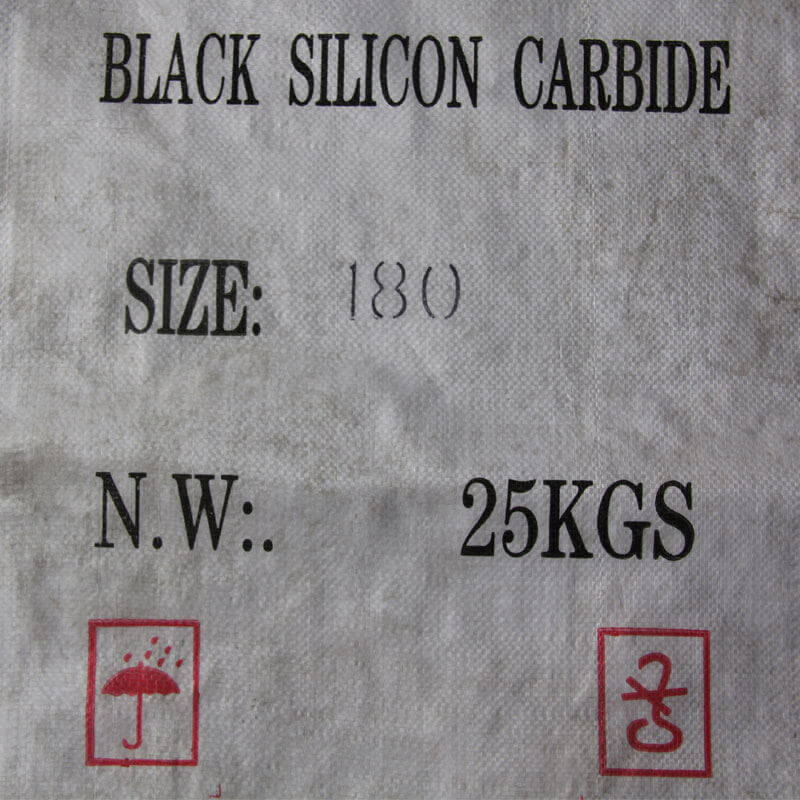 BLACK SILICON CARBIDE
SIZE: 180
N.W:. 25KGS